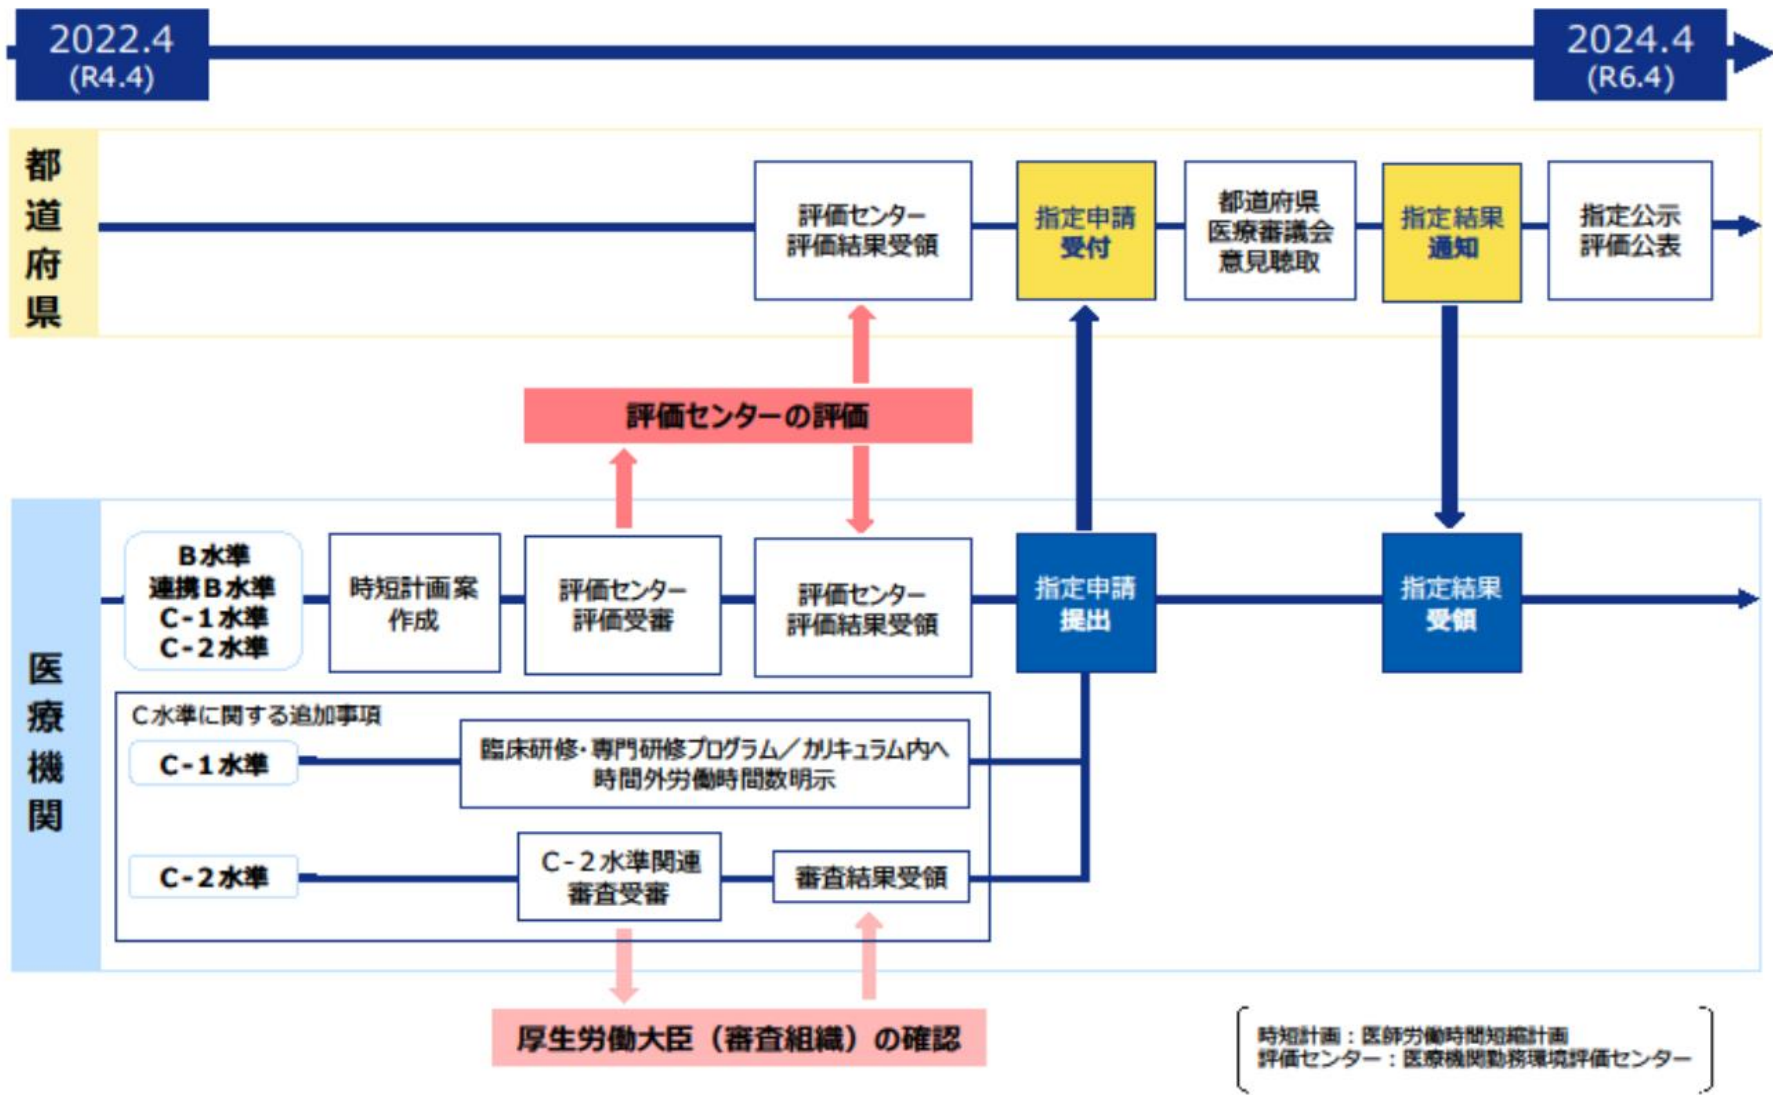 2022.4
(R4.4)
2024.4
(R6.4)
都道府県
評価センター
評価結果受領
指定申請
受付
都道府県
医療審議会
意見聴取
指定結果
通知
指定公示
評価公表
評価センターの評価
医療機関
B水準
連携B水準
C-1水準
C-2水準
時短計画案
作成
評価センター
評価受審
評価センター
評価結果受領
指定申請
提出
指定結果
受領
C水準に関する追加事項
C-1水準
臨床研修・専門研修プログラム／カリキュラム内へ
時間外労働時間数明示
C-2水準
C-2水準関連
審査受審
審査結果受領
厚生労働大臣（審査組織）の確認
時短計画：医師労働時間短縮計画
評価センター：医療機関勤務環境評価センター